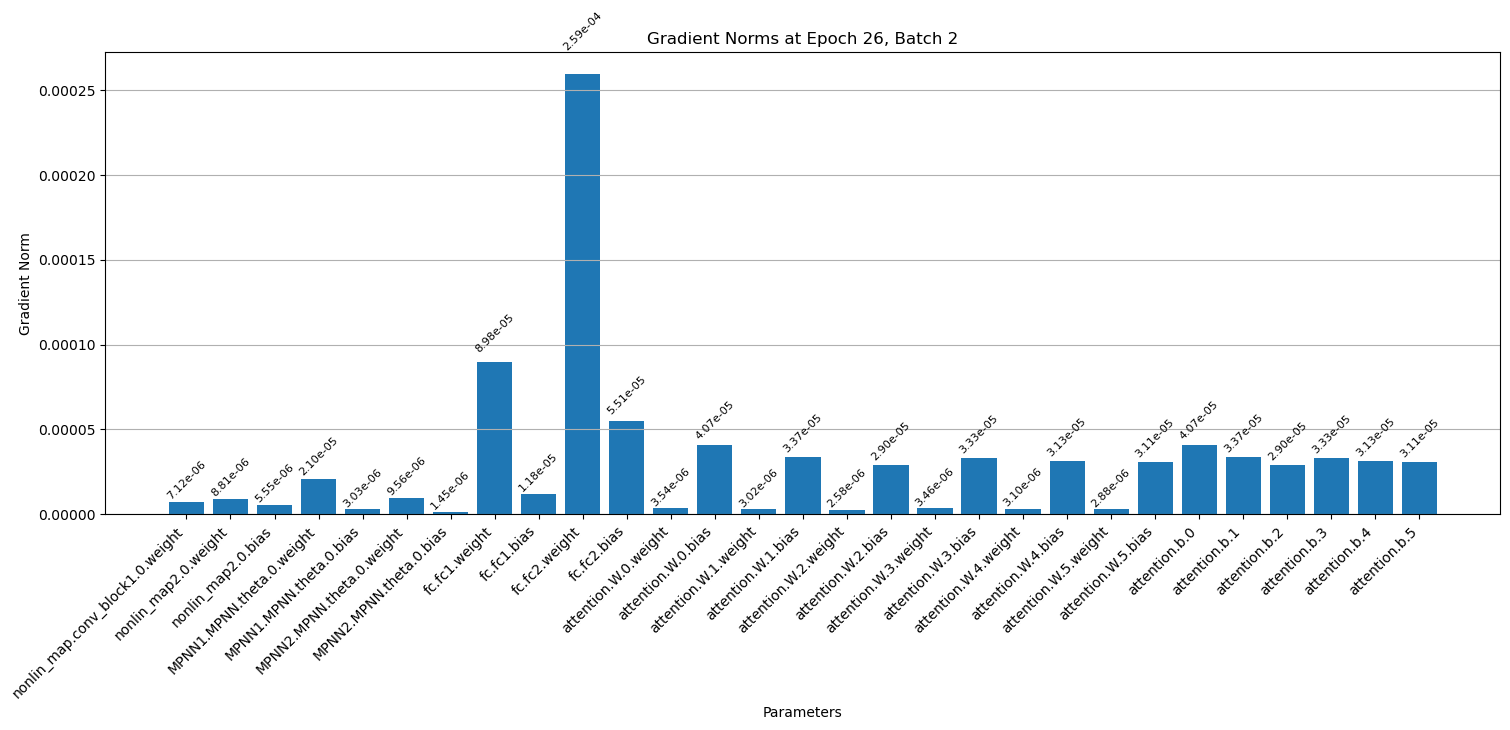 Gradient Norms at Epoch 26, Batch 2
Gradient Norm
0.00025
0.00020
0.00015
0.00010
0.00005
0.00000
7.12e-06
8.81e-06
5.55e-06
2.10e-05
3.03e-06
9.56e-06
1.45e-06
8.98e-05
1.18e-05
2.59e-04
5.51e-05
3.54e-06
4.07e-05
3.02e-06
3.37e-05
2.58e-06
2.90e-05
3.46e-06
3.33e-05
3.10e-06
3.13e-05
2.88e-06
3.11e-05
4.07e-05
3.37e-05
2.90e-05
3.33e-05
3.13e-05
3.11e-05
nonlin_map.conv_block1.0.weight
nonlin_map2.0.weight
nonlin_map2.0.bias
MPNN1.MPNN.theta.0.weight
MPNN1.MPNN.theta.0.bias
MPNN2.MPNN.theta.0.weight
MPNN2.MPNN.theta.0.bias
fc.fc1.weight
fc.fc1.bias
fc.fc2.weight
fc.fc2.bias
attention.W.0.weight
attention.W.0.bias
attention.W.1.weight
attention.W.1.bias
attention.W.2.weight
attention.W.2.bias
attention.W.3.weight
attention.W.3.bias
attention.W.4.weight
attention.W.4.bias
attention.W.5.weight
attention.W.5.bias
attention.b.0
attention.b.1
attention.b.2
attention.b.3
attention.b.4
attention.b.5
Parameters